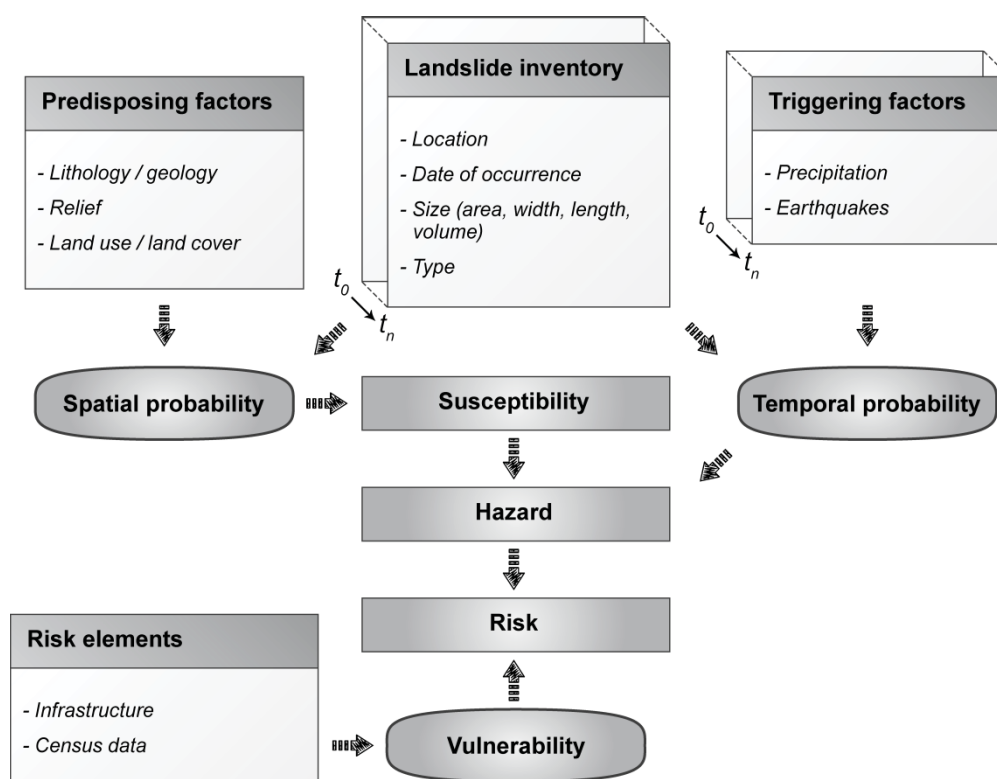 Predisposing factors
- Lithology / geology
- Relief
- Land use / land cover
Landslide inventory
- Location
- Date of occurrence
- Size (area, width, length,
volume)
- Type
t0
tn
Triggering factors
- Precipitation
- Earthquakes
t0
tn
Spatial probability
Susceptibility
Temporal probability
Hazard
Risk
Risk elements
- Infrastructure
- Census data
Vulnerability